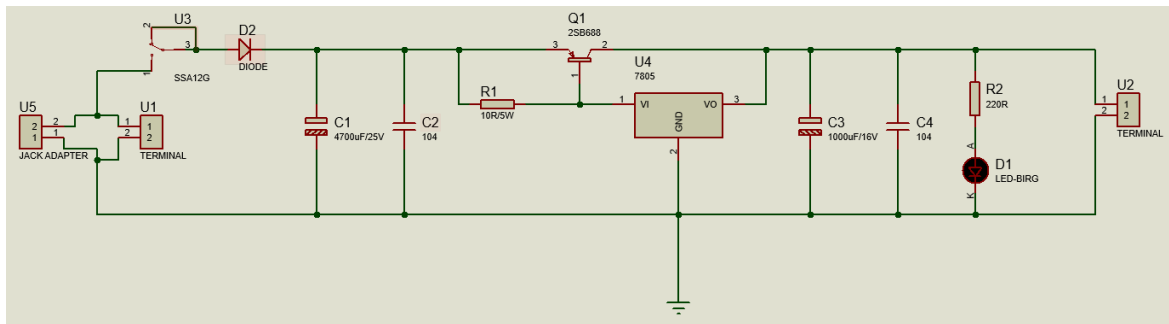 U3
2
3
1
SSA12G
D2
DIODE
Q1
2SB688
3
2
1
U4
7805
1
VI
VO
3
GND
2
R1
10R/5W
U5
2
1
2
1
JACK ADAPTER
U1
1
2
1
2
TERMINAL
C1
4700uF/25V
C2
104
C3
1000uF/16V
C4
104
R2
220R
A
D1
LED-BIRG
K
U2
1
2
1
2
TERMINAL